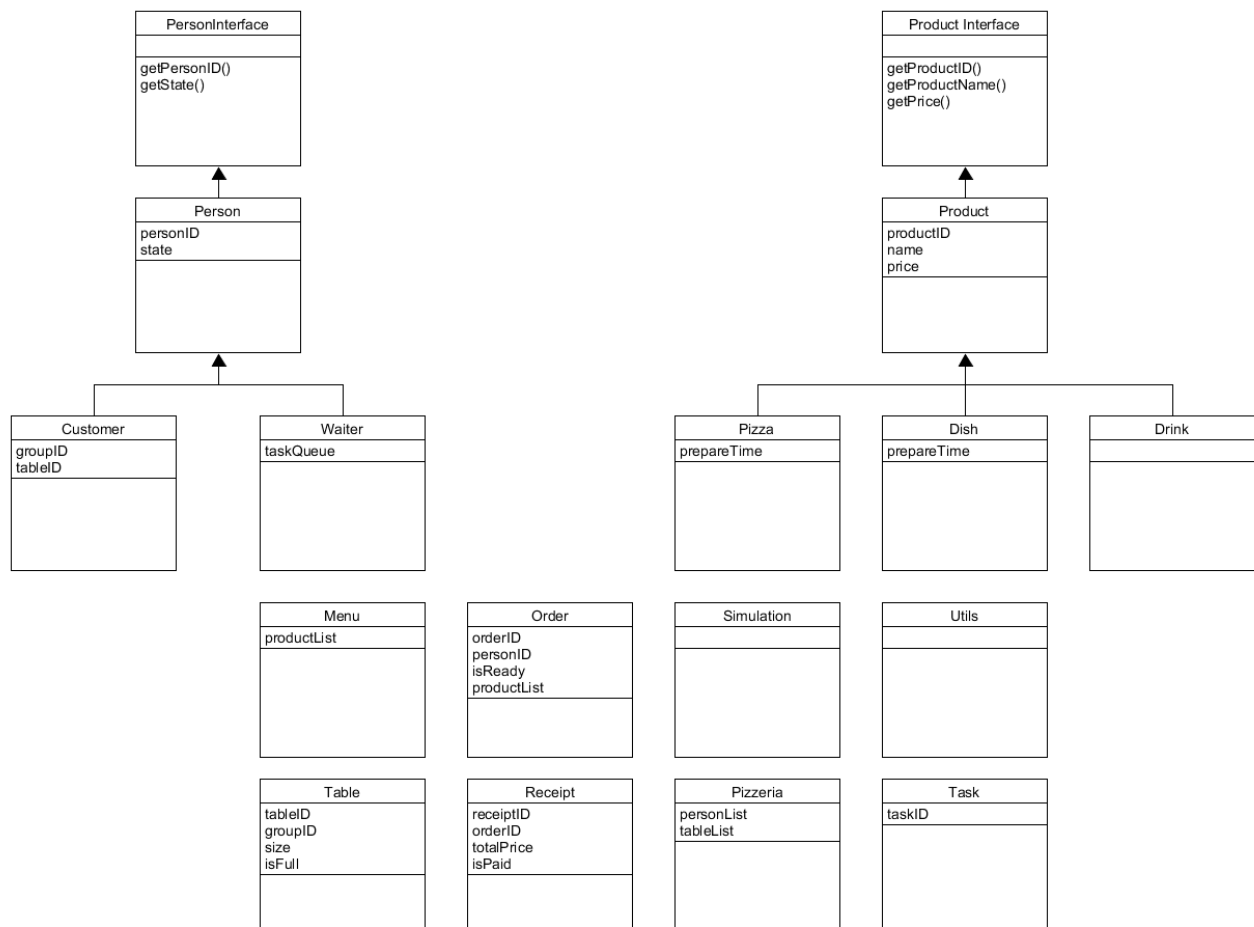 PersonInterface
getPersonID()
getState()
Product Interface
getProductID()
getProductName()
getPrice()
Person
personID
state
Product
productID
name
price
Customer
groupID
tableID
Waiter
taskQueue
Pizza
prepareTime
Dish
prepareTime
Drink
Menu
productList
Order
orderID
personID
isReady
productList
Simulation
Utils
Table
tableID
groupID
size
isFull
Receipt
receiptID
orderID
totalPrice
isPaid
Pizzeria
personList
tableList
Task
taskID